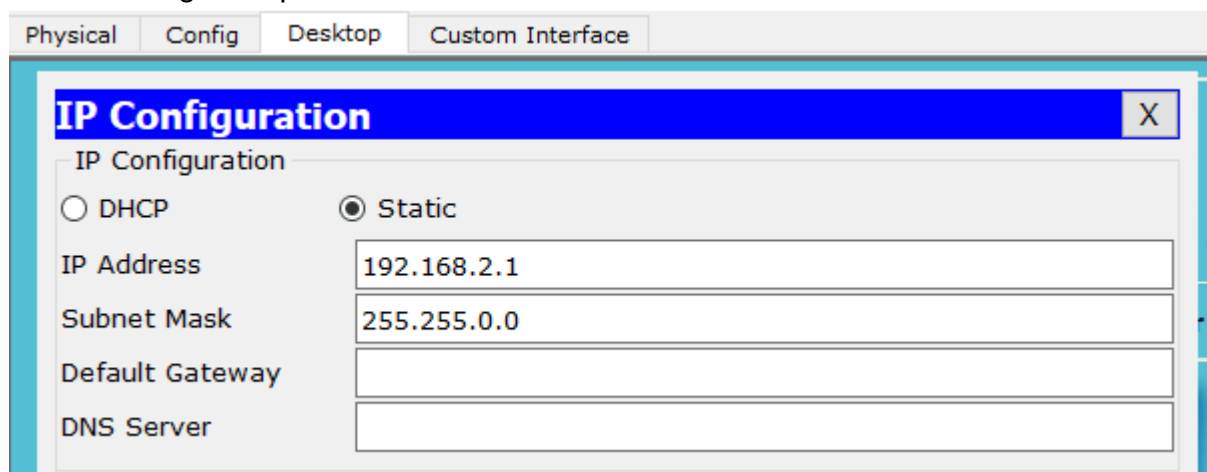 Physical Config Desktop Custom Interface
IP Configuration X
IP Configuration
DHCP Static
IP Address 192.168.2.1
Subnet Mask 255.255.0.0
Default Gateway
DNS Server